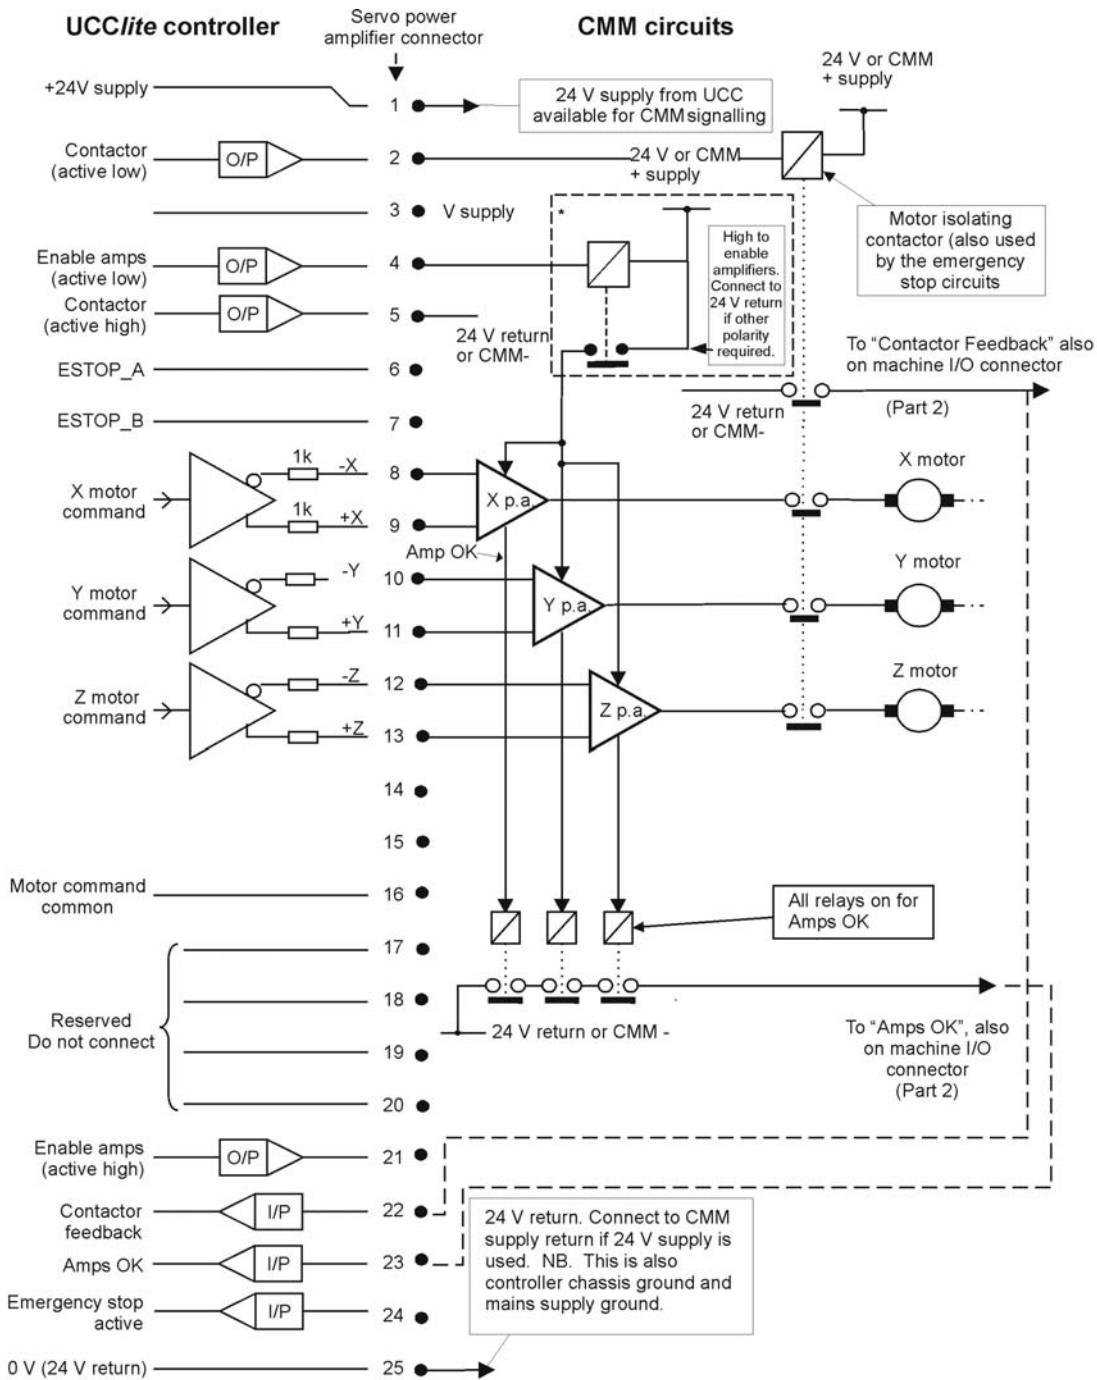 UCClite controller
Servo power
amplifier connector
CMM circuits
+24V supply
1
24 V supply from UCC
available for CMM signalling
24 V or CMM
+ supply
Contactor
(active low)
O/P
2
24 V or CMM
+ supply
3
V supply
*
Motor isolating
contactor (also used
by the emergency
stop circuits
Enable amps
(active low)
O/P
4
High to
enable
amplifiers.
Connect to
24 V return
if other
polarity
required.
Contactor
(active high)
O/P
5
24 V return
or CMM-
To “Contactor Feedback” also
on machine I/O connector
(Part 2)
ESTOP_A
6
24 V return
or CMM-
ESTOP_B
7
X motor
command
1k
-X
8
1k
+X
9
X p.a.
X motor
Amp OK
Y motor
command
-Y
10
+Y
11
Y p.a.
Y motor
Z motor
command
-Z
12
+Z
13
Z p.a.
Z motor
14
15
Motor command
common
16
All relays on for
Amps OK
Reserved
Do not connect
17
18
19
20
24 V return or CMM -
To “Amps OK”, also
on machine I/O
connector
(Part 2)
Enable amps
(active high)
O/P
21
Contactor
feedback
I/P
22
Amps OK
I/P
23
Emergency stop
active
I/P
24
24 V return. Connect to CMM
supply return if 24 V supply is
used. NB. This is also
controller chassis ground and
mains supply ground.
0 V (24 V return)
25